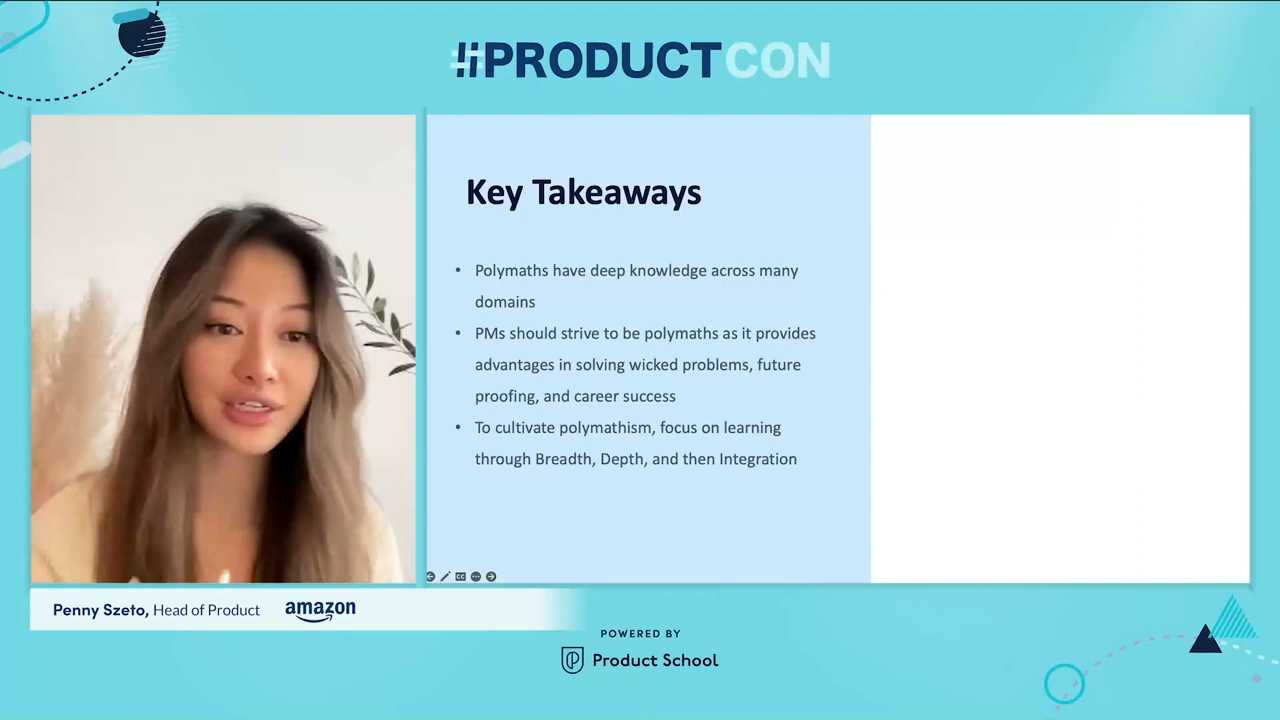 #PRODUCTCON
Key Takeaways
• Polymaths have deep knowledge across many
domains
• PMs should strive to be polymaths as it provides
advantages in solving wicked problems, future
proofing, and career success
• To cultivate polymathism, focus on learning
through Breadth, Depth, and then Integration
Penny Szeto, Head of Product amazon
POWERED BY
Product School